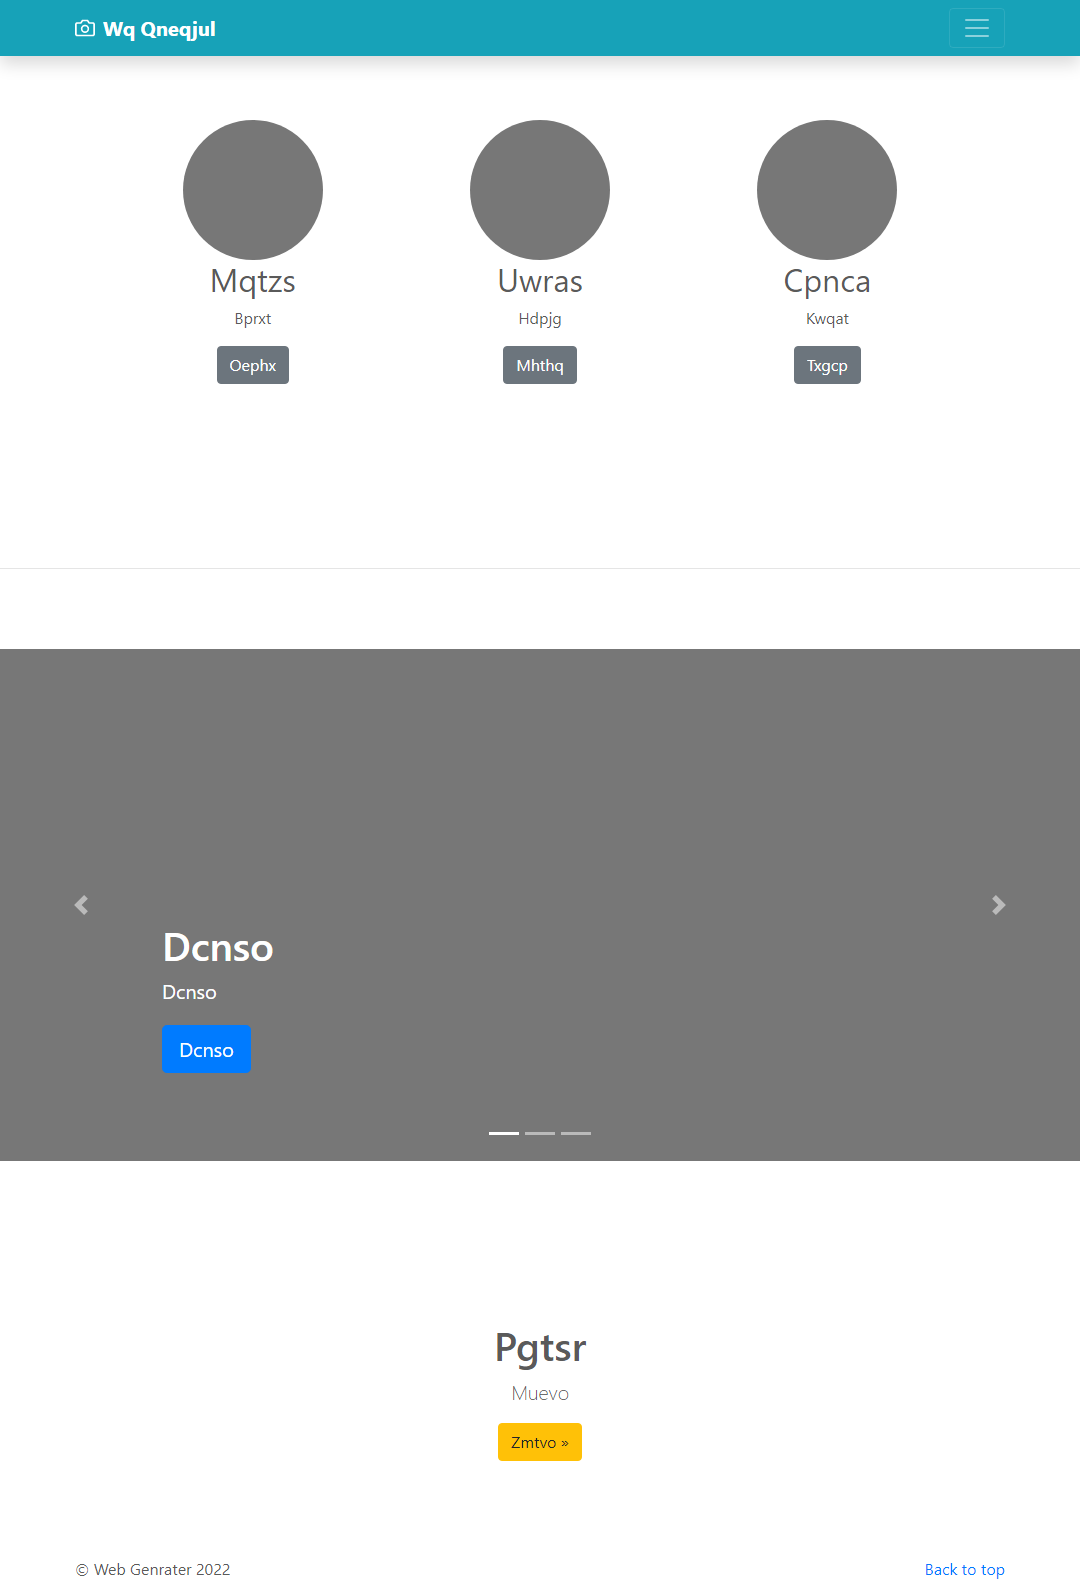 Wq Qneqjul
Mqtzs
Uwras
Cpnca
Bprxt
Hdpjg
Kwqat
Oephx
Mhthq
Txgcp
Dcnso
Dcnso
Dcnso
Pgtsr
Muevo
Zmtvo »
© Web Genrater 2022
Back to top